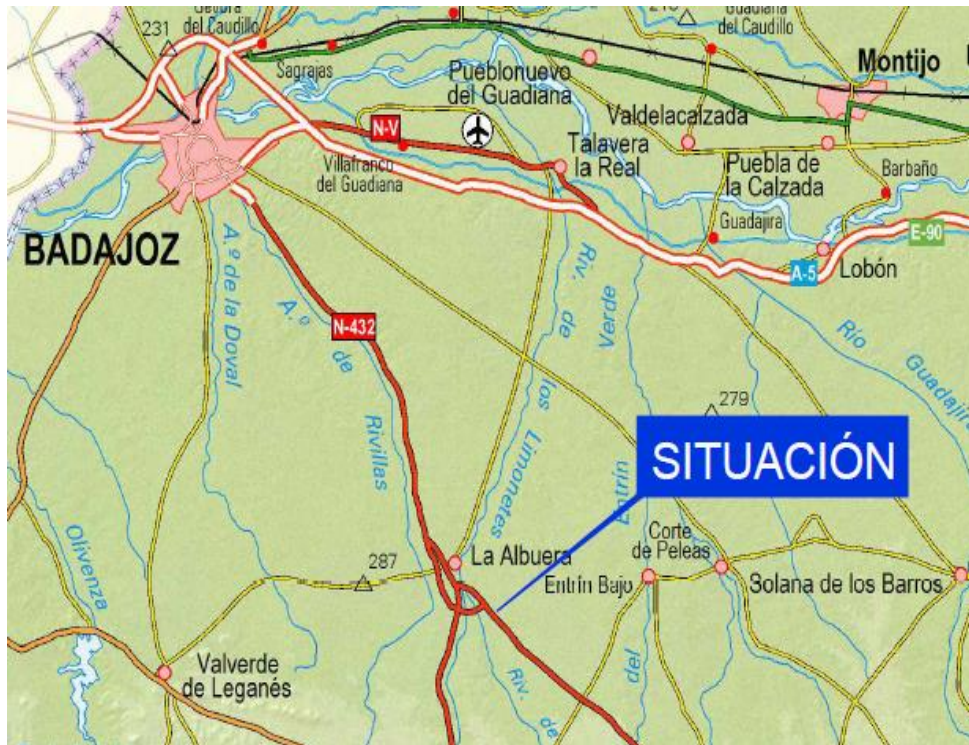 Gévora
del Caudillo
Guadiana
del Caudillo
231
Sagrajas
Pueblonuevo
del Guadiana
Montijo
Valdelacalzada
N-V
Talavera
la Real
Villafranco
del Guadiana
Puebla de
la Calzada
Barbaño
Guadajira
BADAJOZ
E-90
A-5
Lobón
A.º de la Doval
N-432
A.º
de
Rivillas
Riv. de
los Limonetes
Verde
Entrín
del
Río
Guadajir
279
SITUACIÓN
Olivenza
287
La Albuera
Corte
de Peleas
Entrín Bajo
Solana de los Barros
Valverde
de Leganés
Riv. de